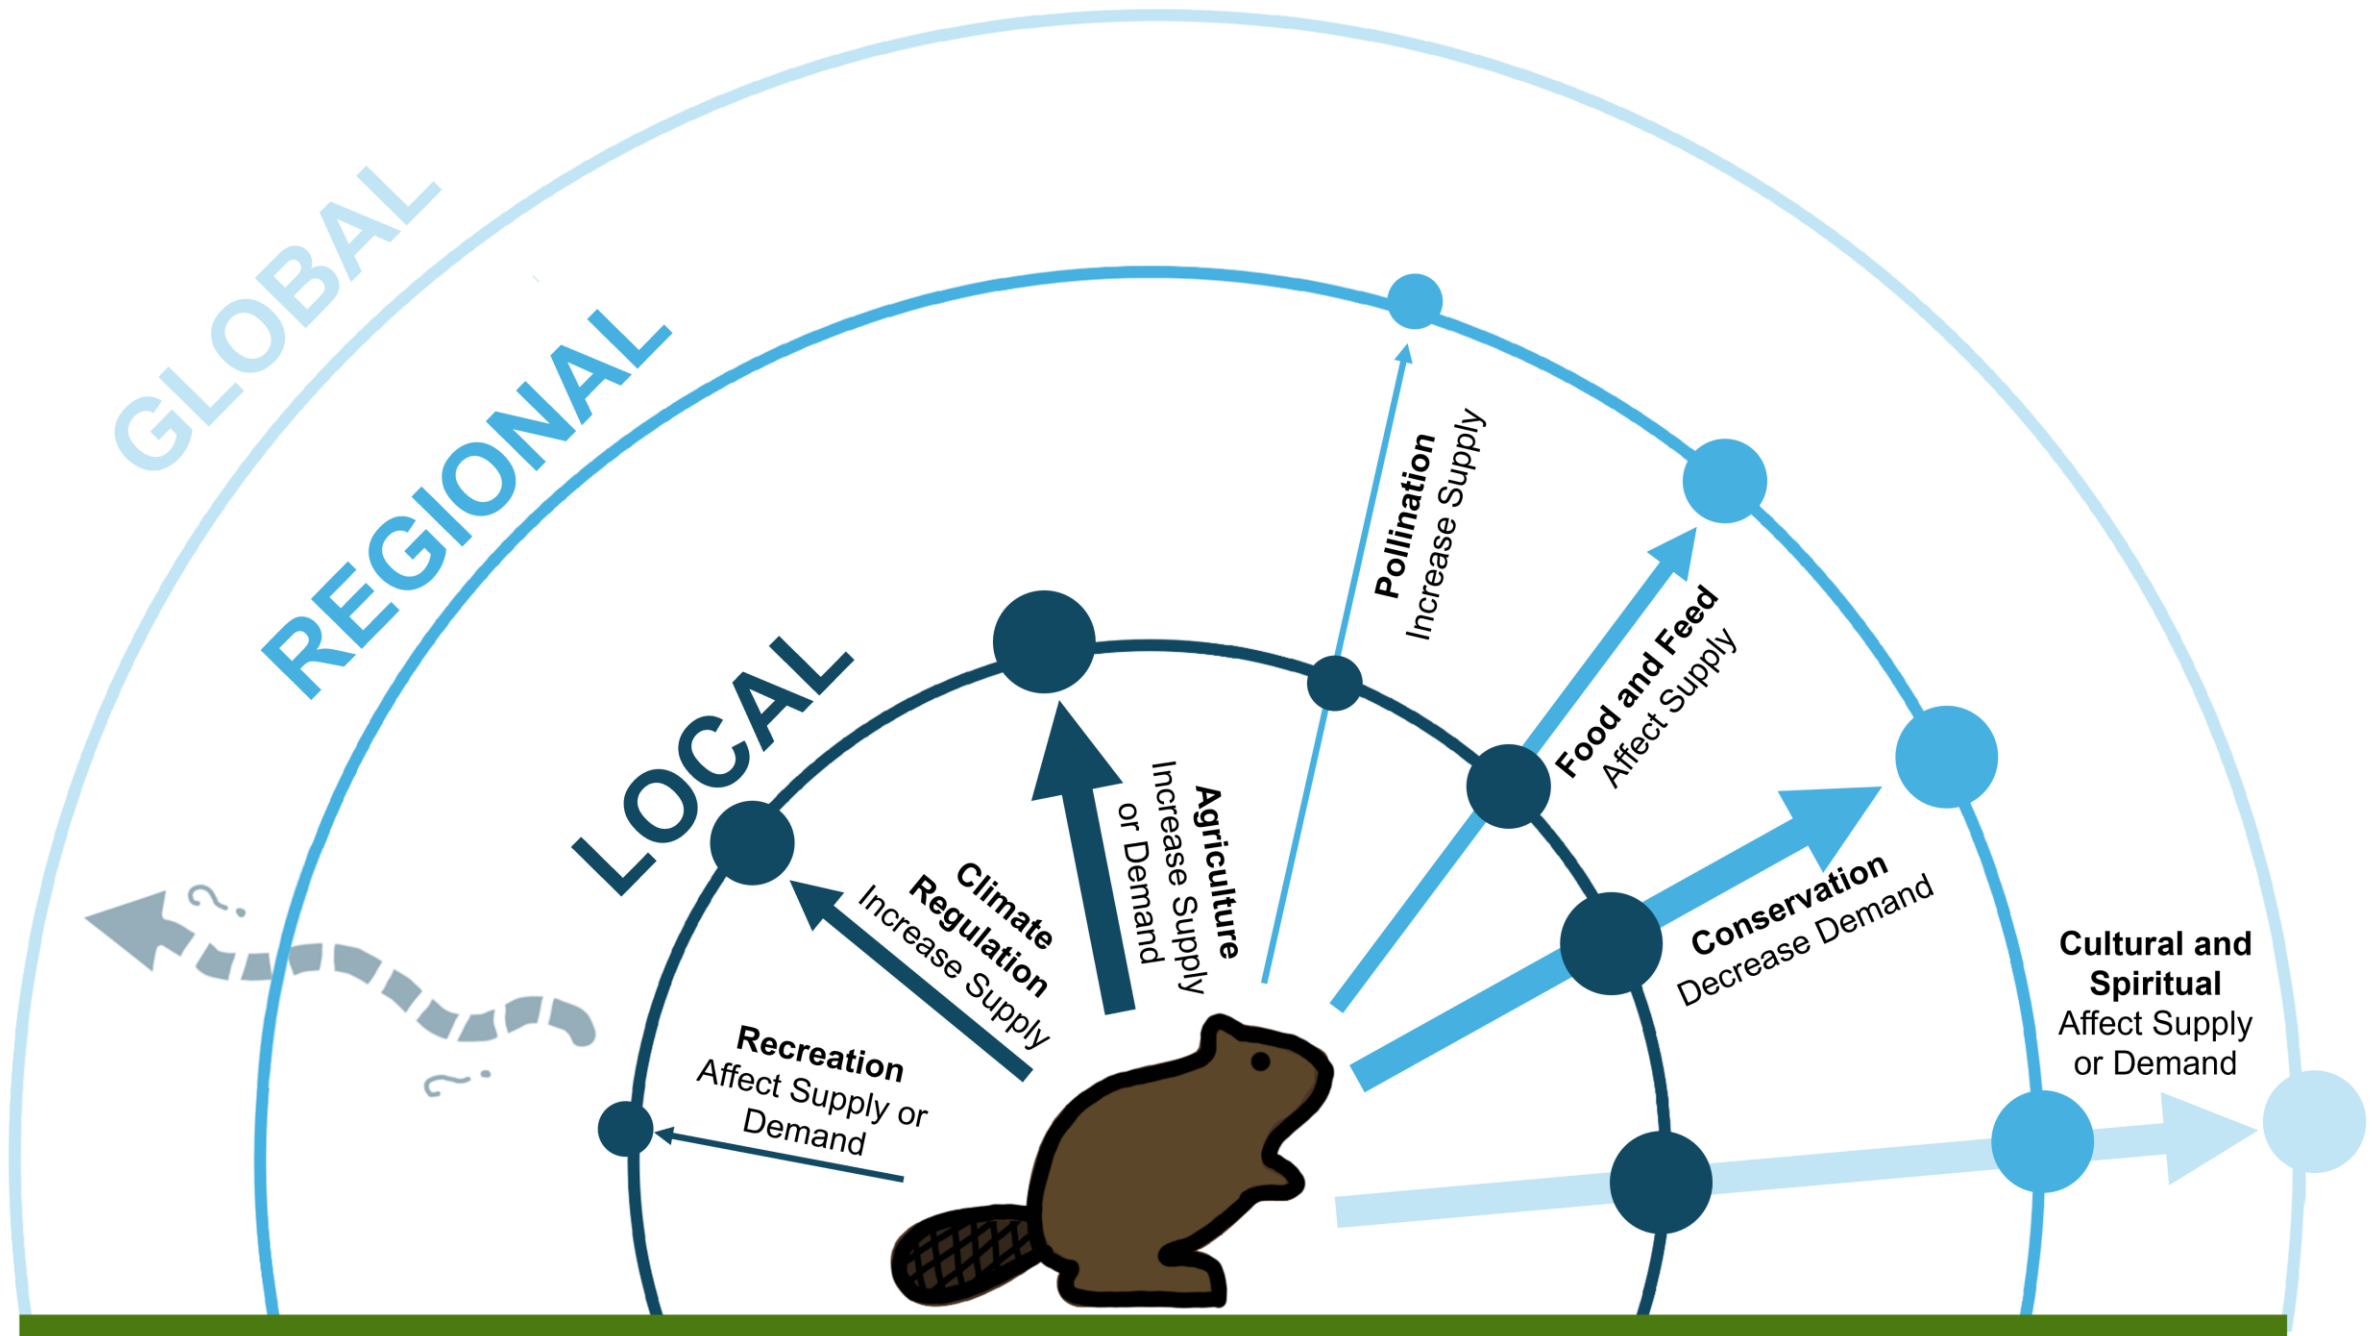 GLOBAL
REGIONAL
LOCAL
Recreation
Affect Supply or
Demand
Climate
Regulation
Increase Supply
Agriculture
Increase Supply
or Demand
Pollination
Increase Supply
Food and Feed
Affect Supply
Conservation
Decrease Demand
Cultural and
Spiritual
Affect Supply
or Demand
?
?